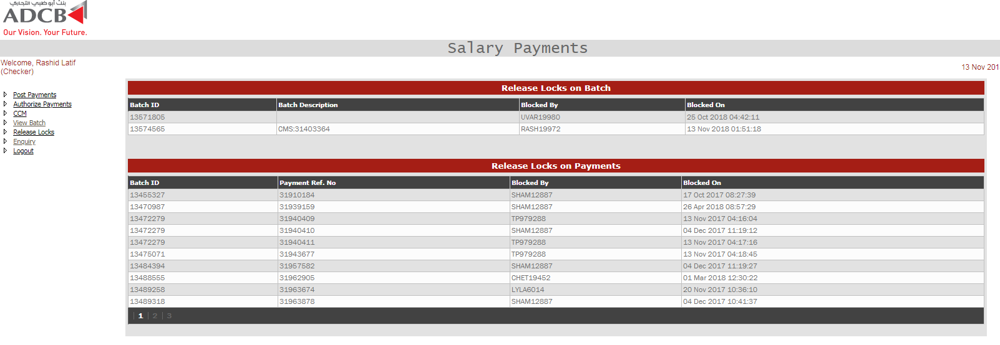 بنك أبوظبي التجاري
ADCB
Our Vision. Your Future.
Salary Payments
Welcome, Rashid Latif
(Checker)
13 Nov 201
Post Payments
Authorize Payments
CCM
View Batch
Release Locks
Enquiry
Logout
Release Locks on Batch
Batch ID Batch Description Blocked By Blocked On
13571805 UVAR19980 25 Oct 2018 04:42:11
13574565 CMS:31403364 RASH19972 13 Nov 2018 01:51:18
Release Locks on Payments
Batch ID Payment Ref. No Blocked By Blocked On
13455327 31910184 SHAM12887 17 Oct 2017 08:27:39
13470987 31939159 SHAM12887 26 Apr 2018 08:57:29
13472279 31940409 TP979288 13 Nov 2017 04:16:04
13472279 31940410 SHAM12887 04 Dec 2017 11:19:12
13472279 31940411 TP979288 13 Nov 2017 04:17:16
13475071 31943677 TP979288 13 Nov 2017 04:18:45
13484394 31957582 SHAM12887 04 Dec 2017 11:19:27
13488555 31962905 CHET19452 01 Mar 2018 12:30:22
13489258 31963674 LYLA6014 20 Nov 2017 10:36:10
13489318 31963878 SHAM12887 04 Dec 2017 10:41:37
| 1 | 2 | 3